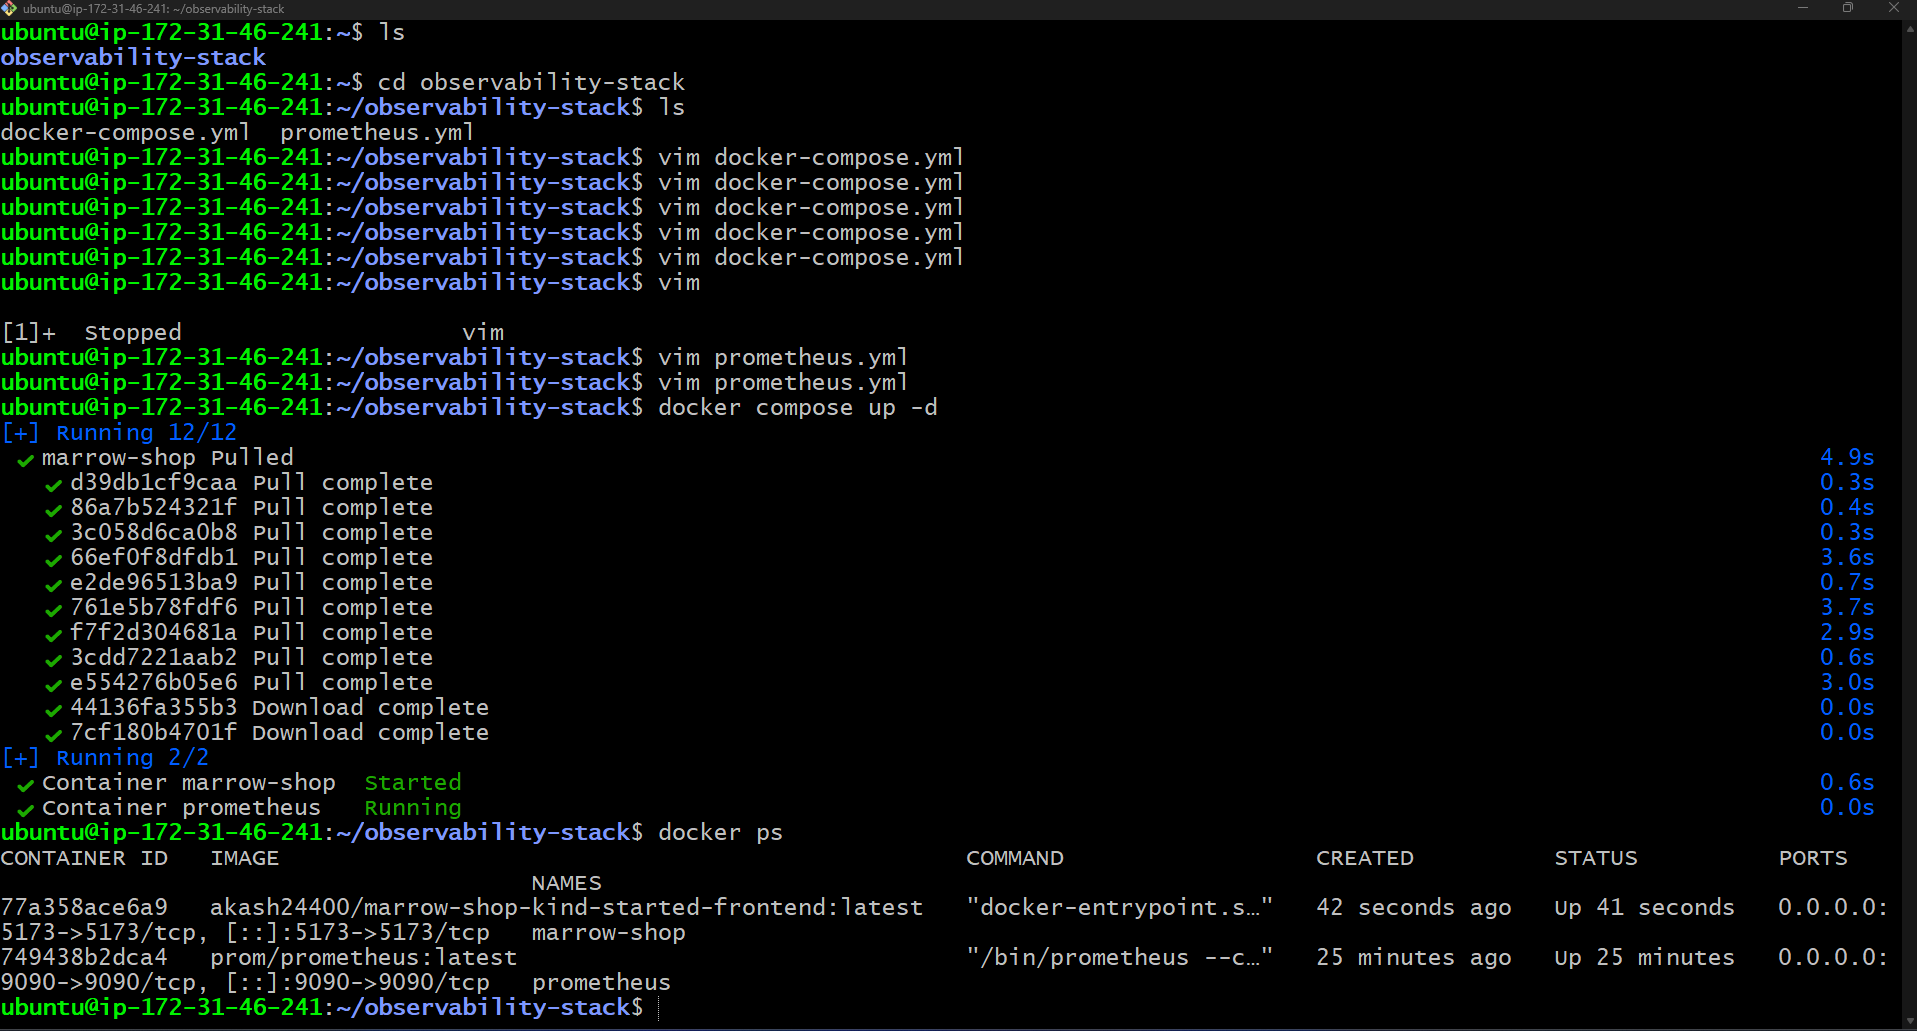 ubuntu@ip-172-31-46-241: ~/observability-stack
ubuntu@ip-172-31-46-241:~$ ls
observability-stack
ubuntu@ip-172-31-46-241:~$ cd observability-stack
ubuntu@ip-172-31-46-241:~/observability-stack$ ls
docker-compose.yml  prometheus.yml
ubuntu@ip-172-31-46-241:~/observability-stack$ vim docker-compose.yml
ubuntu@ip-172-31-46-241:~/observability-stack$ vim docker-compose.yml
ubuntu@ip-172-31-46-241:~/observability-stack$ vim docker-compose.yml
ubuntu@ip-172-31-46-241:~/observability-stack$ vim docker-compose.yml
ubuntu@ip-172-31-46-241:~/observability-stack$ vim docker-compose.yml
ubuntu@ip-172-31-46-241:~/observability-stack$ vim
[1]+  Stopped                    vim
ubuntu@ip-172-31-46-241:~/observability-stack$ vim prometheus.yml
ubuntu@ip-172-31-46-241:~/observability-stack$ vim prometheus.yml
ubuntu@ip-172-31-46-241:~/observability-stack$ docker compose up -d
[+] Running 12/12
✔ marrow-shop Pulled 4.9s
✔ d39db1cf9caa Pull complete 0.3s
✔ 86a7b524321f Pull complete 0.4s
✔ 3c058d6ca0b8 Pull complete 0.3s
✔ 66ef0f8dfdb1 Pull complete 3.6s
✔ e2de96513ba9 Pull complete 0.7s
✔ 761e5b78fdf6 Pull complete 3.7s
✔ f7f2d304681a Pull complete 2.9s
✔ 3cdd7221aab2 Pull complete 0.6s
✔ e554276b05e6 Pull complete 3.0s
✔ 44136fa355b3 Download complete 0.0s
✔ 7cf180b4701f Download complete 0.0s
[+] Running 2/2
✔ Container marrow-shop  Started 0.6s
✔ Container prometheus   Running 0.0s
ubuntu@ip-172-31-46-241:~/observability-stack$ docker ps
CONTAINER ID   IMAGE   COMMAND   CREATED   STATUS   PORTS
NAMES
77a358ace6a9   akash24400/marrow-shop-kind-started-frontend:latest   "docker-entrypoint.s…"   42 seconds ago   Up 41 seconds   0.0.0.0:
5173->5173/tcp, [::]:5173->5173/tcp   marrow-shop
749438b2dca4   prom/prometheus:latest   "/bin/prometheus --c…"   25 minutes ago   Up 25 minutes   0.0.0.0:
9090->9090/tcp, [::]:9090->9090/tcp   prometheus
ubuntu@ip-172-31-46-241:~/observability-stack$